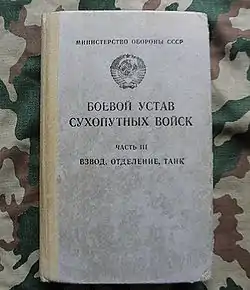 МИНИСТЕРСТВО ОБОРОНЫ СССР
БОЕВОЙ УСТАВ
СУХОПУТНЫХ ВОЙСК
ЧАСТЬ III
ВЗВОД, ОТДЕЛЕНИЕ, ТАНК